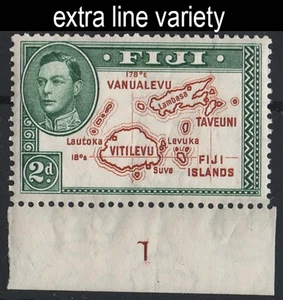 extra line variety
FIJI
178°E
VANUALEVU
Lambasa
TAVEUNI
Lautoka
VITILEVU
Levuka
18°S
Suva
FIJI
ISLANDS
2d
1